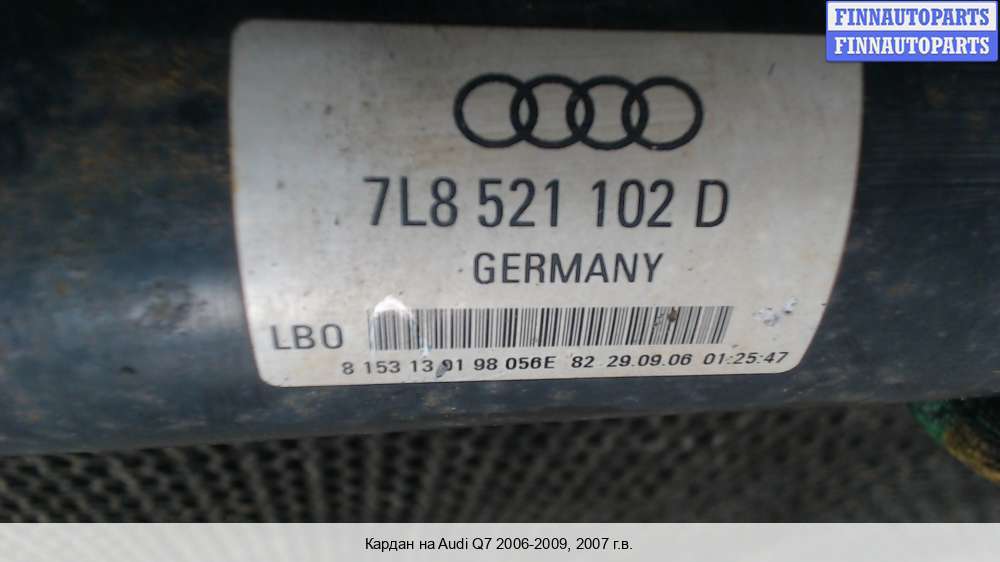 FINNAUTOPARTS
FINNAUTOPARTS
7L8 521 102 D
GERMANY
LBO
8 153 13 01 98 056E 82 29.09.06 01:25:47
Кардан на Audi Q7 2006-2009, 2007 г.в.